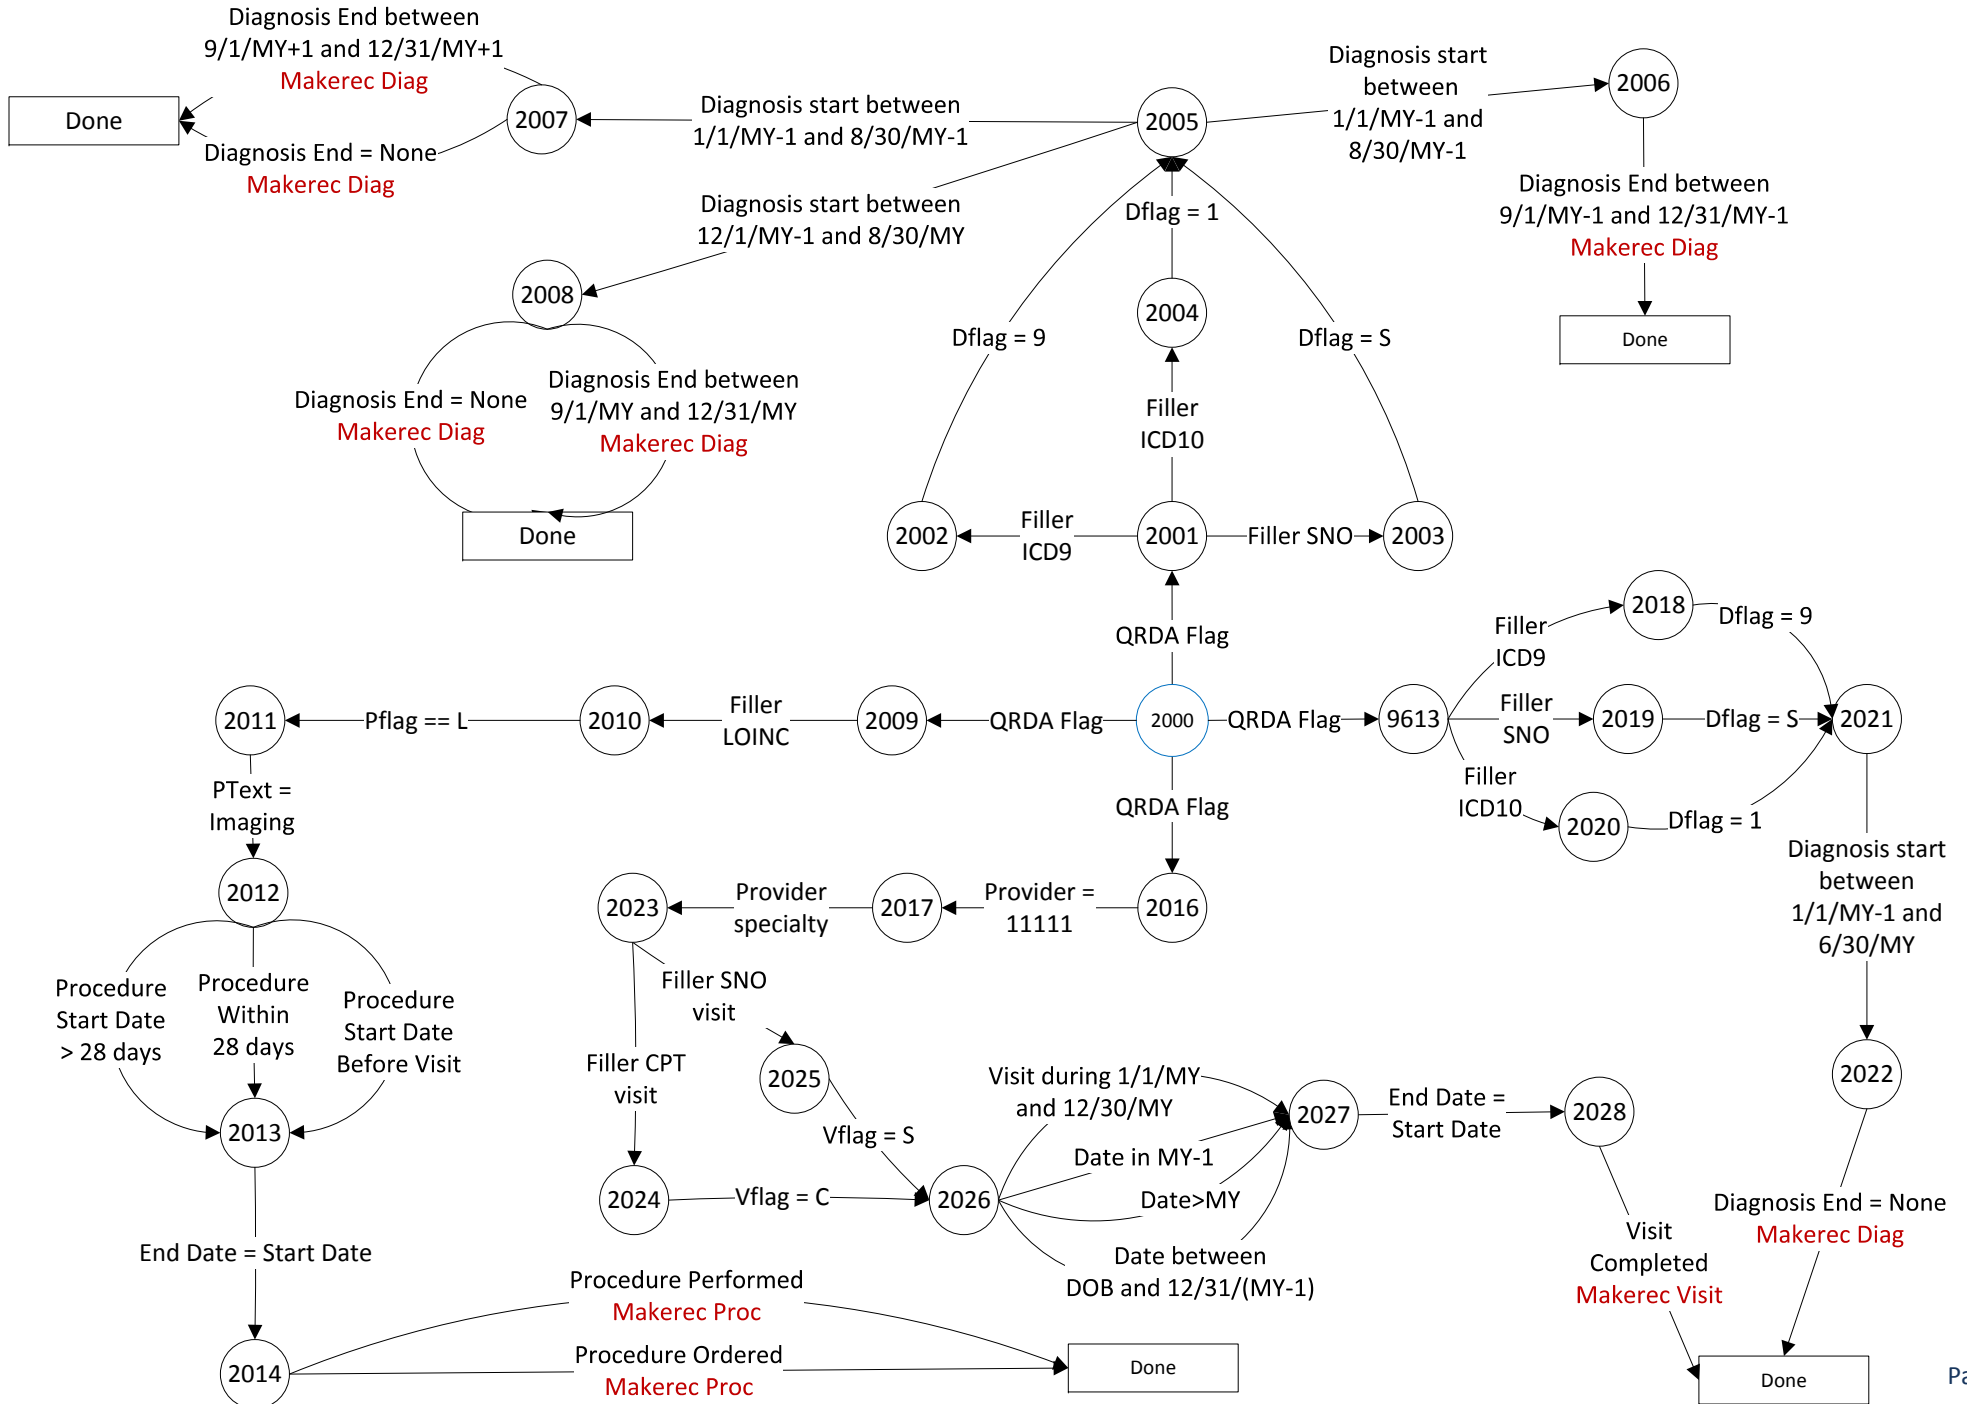 Diagnosis End between
9/1/MY+1 and 12/31/MY+1
Makerec Diag
Done
2007
Diagnosis End = None
Makerec Diag
Diagnosis start between
1/1/MY-1 and 8/30/MY-1
2005
Diagnosis start
between
1/1/MY-1 and
8/30/MY-1
2006
Diagnosis End between
9/1/MY-1 and 12/31/MY-1
Makerec Diag
Done
Diagnosis start between
12/1/MY-1 and 8/30/MY
2008
Diagnosis End = None
Makerec Diag
Diagnosis End between
9/1/MY and 12/31/MY
Makerec Diag
Done
Dflag = 1
2004
Dflag = 9
Dflag = S
Filler
ICD10
2002
Filler
ICD9
2001
Filler SNO
2003
QRDA Flag
2011
Pflag == L
2010
Filler
LOINC
2009
QRDA Flag
2000
QRDA Flag
9613
Filler
ICD9
2018
Dflag = 9
Filler
SNO
2019
Dflag = S
2021
Filler
ICD10
2020
Dflag = 1
PText =
Imaging
2012
Procedure
Start Date
> 28 days
Procedure
Within
28 days
Procedure
Start Date
Before Visit
2013
End Date = Start Date
2014
Procedure Performed
Makerec Proc
Procedure Ordered
Makerec Proc
Done
QRDA Flag
2016
Provider =
11111
2017
Provider
specialty
2023
Filler SNO
visit
Filler CPT
visit
2025
Vflag = S
2024
Vflag = C
2026
Visit during 1/1/MY
and 12/30/MY
Date in MY-1
Date>MY
Date between
DOB and 12/31/(MY-1)
2027
End Date =
Start Date
2028
Visit
Completed
Makerec Visit
Diagnosis start
between
1/1/MY-1 and
6/30/MY
2022
Diagnosis End = None
Makerec Diag
Done
Pa